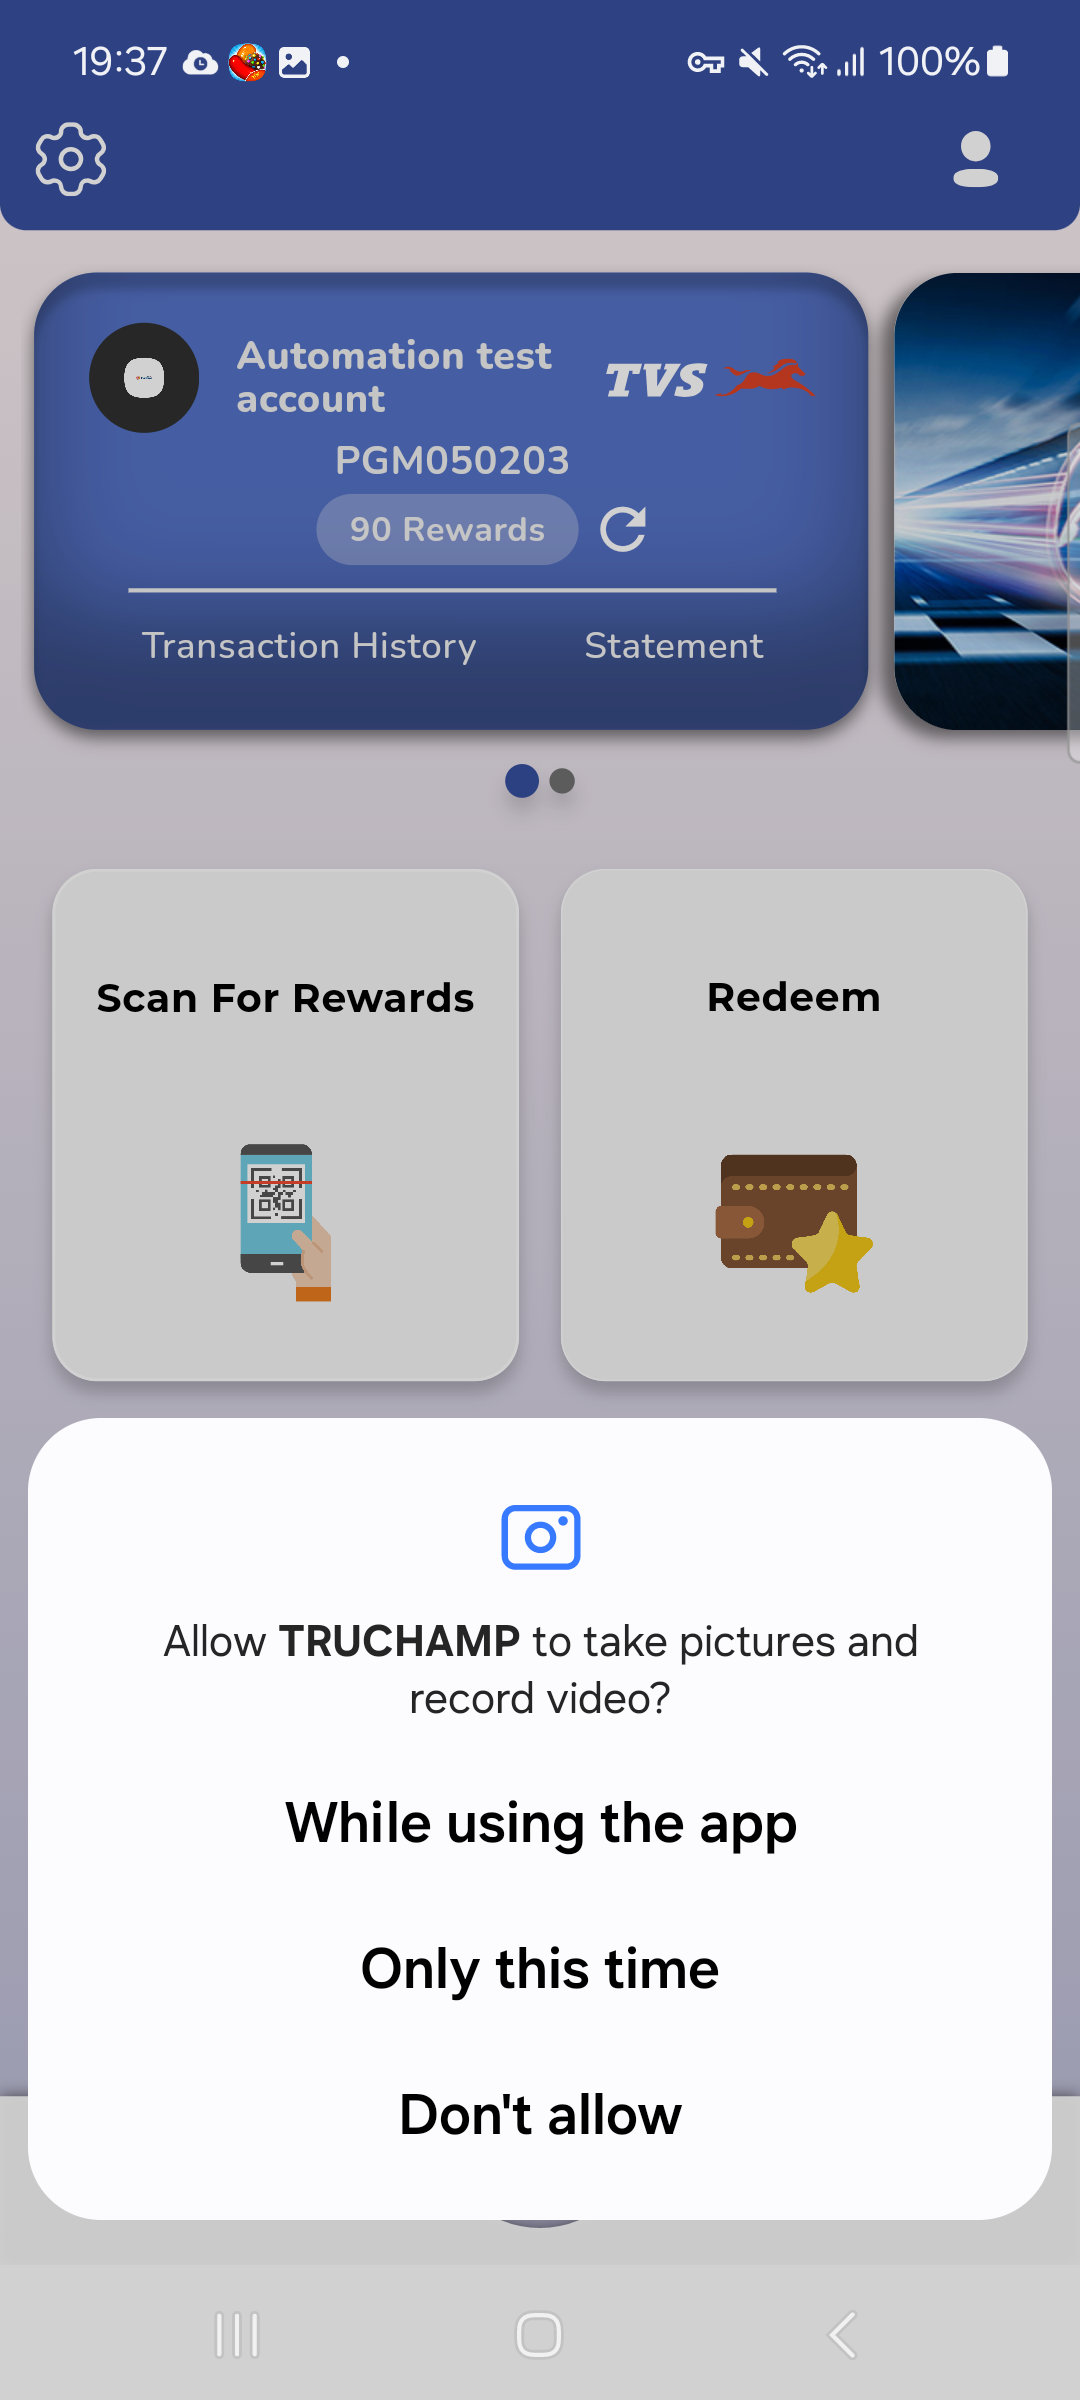 19:37
100%
Automation test
account
TVS
PGM050203
90 Rewards
Transaction History
Statement
Scan For Rewards
Redeem
Allow TRUCHAMP to take pictures and
record video?
While using the app
Only this time
Don't allow